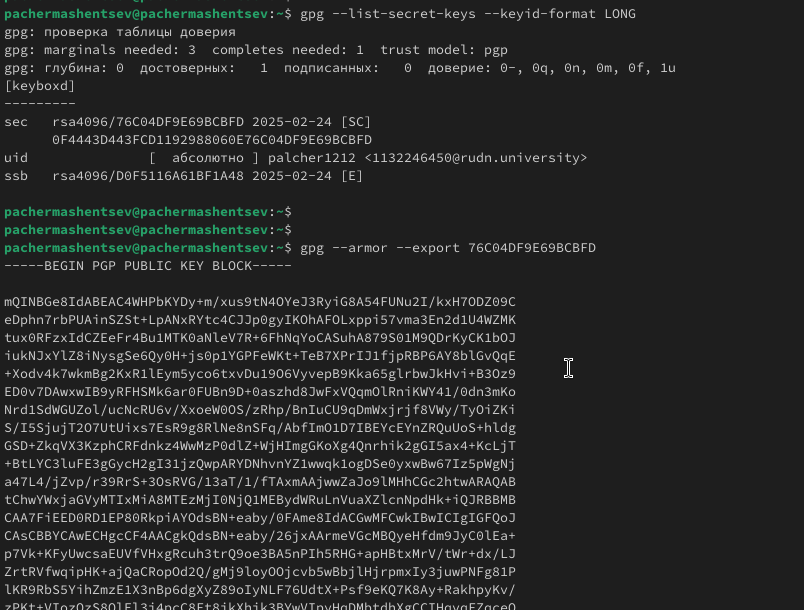 pachermashentsev@pachermashentsev:~$ gpg --list-secret-keys --keyid-format LONG
gpg: проверка таблицы доверия
gpg: marginals needed: 3  completes needed: 1  trust model: pgp
gpg: глубина: 0  достоверных:   1  подписанных:   0  доверие: 0-, 0q, 0n, 0m, 0f, 1u
[keyboxd]
---------
sec   rsa4096/76C04DF9E69BCBFD 2025-02-24 [SC]
      0F4443D443FCD1192988060E76C04DF9E69BCBFD
uid                 [  абсолютно ] palcher1212 <1132246450@rudn.university>
ssb   rsa4096/D0F5116A61BF1A48 2025-02-24 [E]

pachermashentsev@pachermashentsev:~$
pachermashentsev@pachermashentsev:~$
pachermashentsev@pachermashentsev:~$ gpg --armor --export 76C04DF9E69BCBFD
-----BEGIN PGP PUBLIC KEY BLOCK-----

mQINBGe8IdABEAC4WHPbKYDy+m/xus9tN4OYeJ3RyiG8A54FUNu2I/kxH7ODZ09C
eDphn7rbPUAinSZSt+LpANxRYtc4CJJp0gyIKOhAFOLxppi57vma3En2d1U4WZMK
tux0RFzxIdCZEeFr4Bu1MTK0aNleV7R+6FhNqYoCASuhA879S01M9QDrKyCK1bOJ
iukNJxYlZ8iNysgSe6Qy0H+js0p1YGPFeWKt+TeB7XPrIJ1fjpRBP6AY8blGvQqE
+Xodv4k7wkmBg2KxR1lEym5yco6txvDu19O6VyvepB9Kka65glrbwJkHvi+B3Oz9
ED0v7DAwxwIB9yRFHSMk6ar0FUBn9D+0aszhd8JwFxVQqmOlRniKWY41/0dn3mKo
Nrd1SdWGUZol/ucNcRU6v/XxoeW0OS/zRhp/BnIuCU9qDmWxjrjf8VWy/TyOiZKi
S/I5SjujT2O7UtUixs7EsR9g8RlNe8nSFq/AbfImO1D7IBEYcEYnZRQuUoS+hldg
GSD+ZkqVX3KzphCRFdnkz4WwMzP0dlZ+WjHImgGKoXg4Qnrhik2gGI5ax4+KcLjT
+BtLYC3luFE3gGycH2gI31jzQwpARYDNhvnYZ1wwqk1ogDSe0yxwBw67Iz5pWgNj
a47L4/jZvp/r39RrS+3OsRVG/13aT/1/fTAxmAAjwwZaJo9lMHhCGc2htwARAQAB
tChwYWxjaGVyMTIxMiA8MTEzMjI0NjQ1MEBydWRuLnVuaXZlcnNpdHk+iQJRBBMB
CAA7FiEED0RD1EP80RkpiAYOdsBN+eaby/0FAme8IdACGwMFCwkIBwICIgIGFQoJ
CAsCBBYCAwECHgcCF4AACgkQdsBN+eaby/26jxAArmeVGcMBQyeHfdm9JyC0lEa+
p7Vk+KFyUwcsaEUVfVHxgRcuh3trQ9oe3BA5nPIh5RHG+apHBtxMrV/tWr+dx/LJ
ZrtRVfwqipHK+ajQaCRopOd2Q/gMj9loyOOjcvb5wBbjlHjrpmxIy3juwPNFg81P
lKR9RbS5YihZmzE1X3nBp6dgXyZ89oIyNLF76UdtX+Psf9eKQ7K8Ay+RakhpyKv/